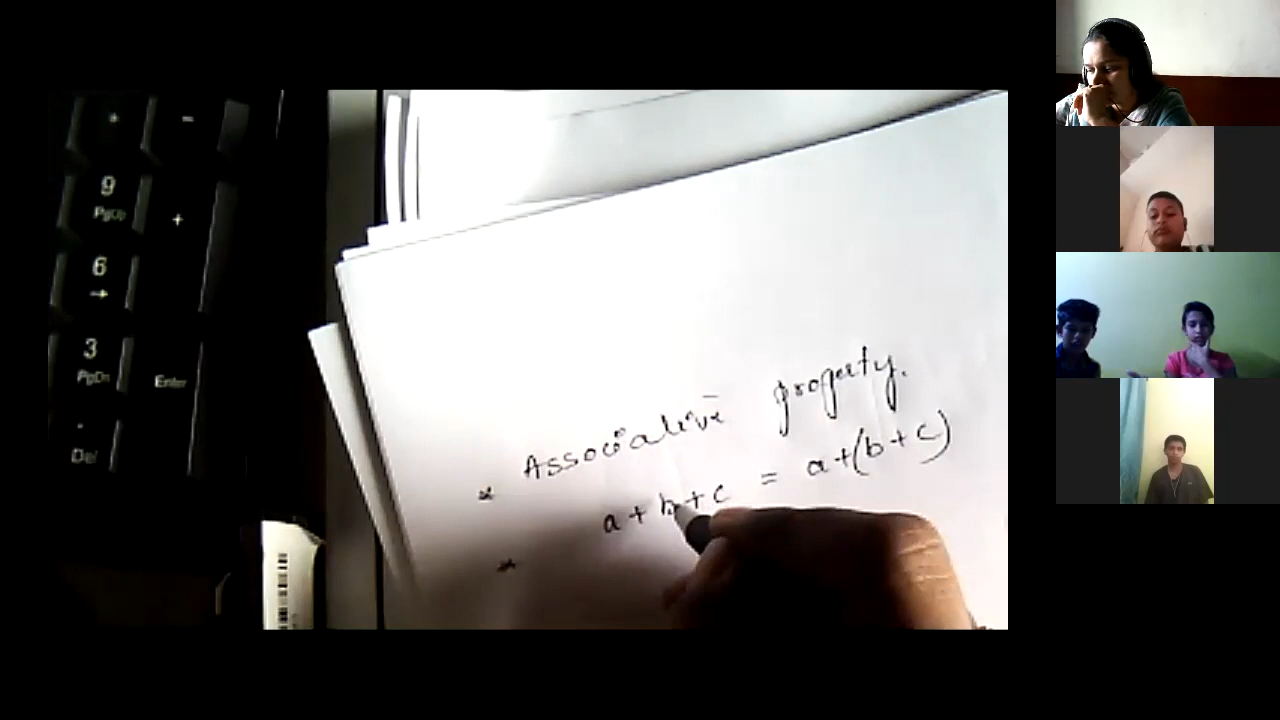 *
-
9
PgUp
+
6
→
3
PgDn
Enter
.
Del
* Associative property.
a + b + c = a + (b + c)
*